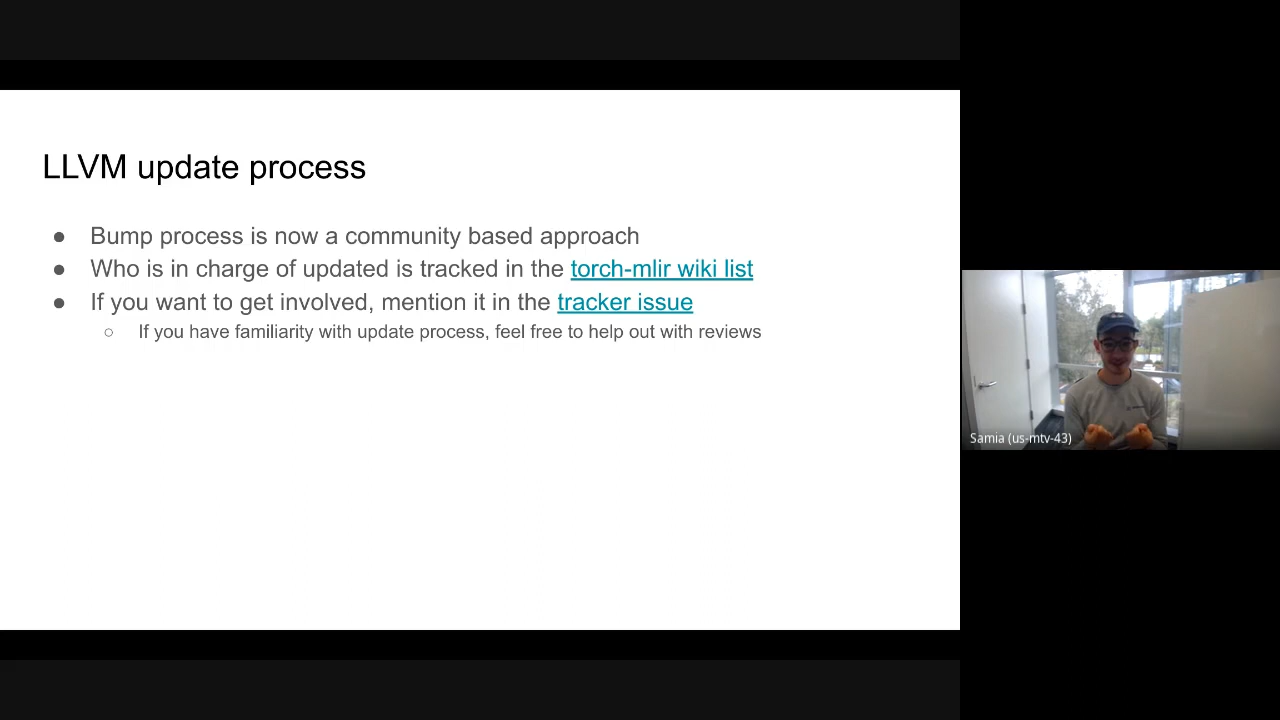 LLVM update process
● Bump process is now a community based approach
● Who is in charge of updated is tracked in the torch-mlir wiki list
● If you want to get involved, mention it in the tracker issue
○ If you have familiarity with update process, feel free to help out with reviews
Samia (us-mtv-43)